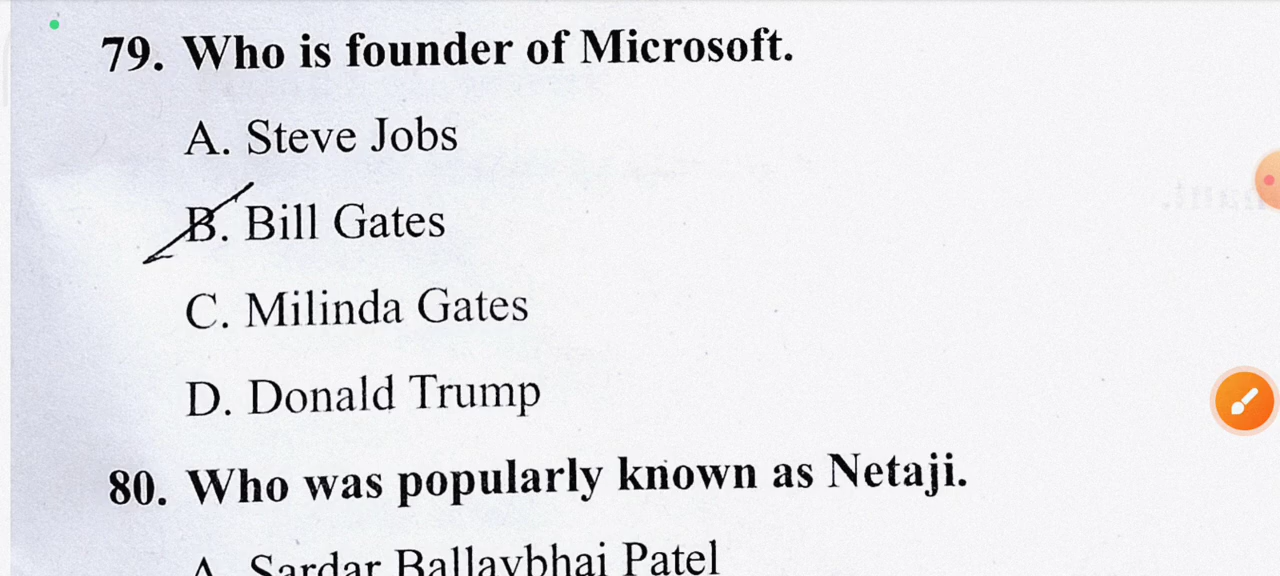 79. Who is founder of Microsoft.
A. Steve Jobs
B. Bill Gates
C. Milinda Gates
D. Donald Trump
80. Who was popularly known as Netaji.
A. Sardar Ballavbhai Patel